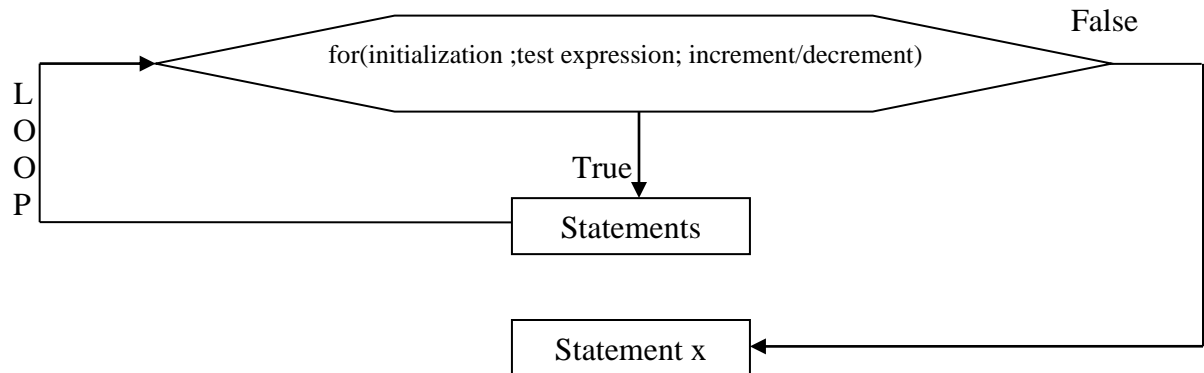 False
for(initialization ;test expression; increment/decrement)
L
O
O
P
True
Statements
Statement x